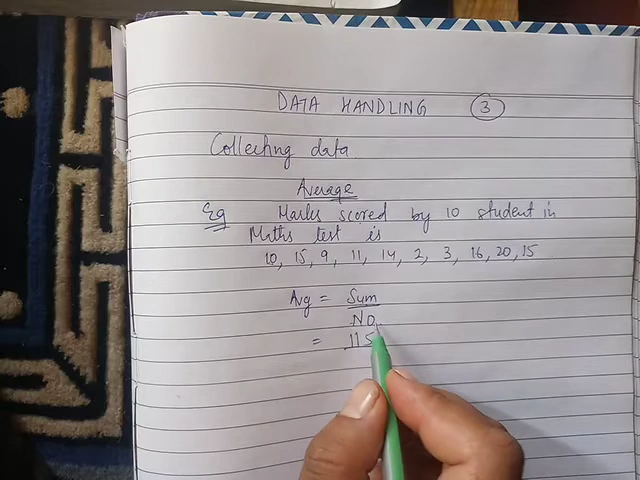 DATA HANDLING 3
Collecting data
Average
Eg Marks scored by 10 student in
Maths test is
10, 15, 9, 11, 14, 2, 3, 16, 20, 15
Avg = Sum
NO
= 115